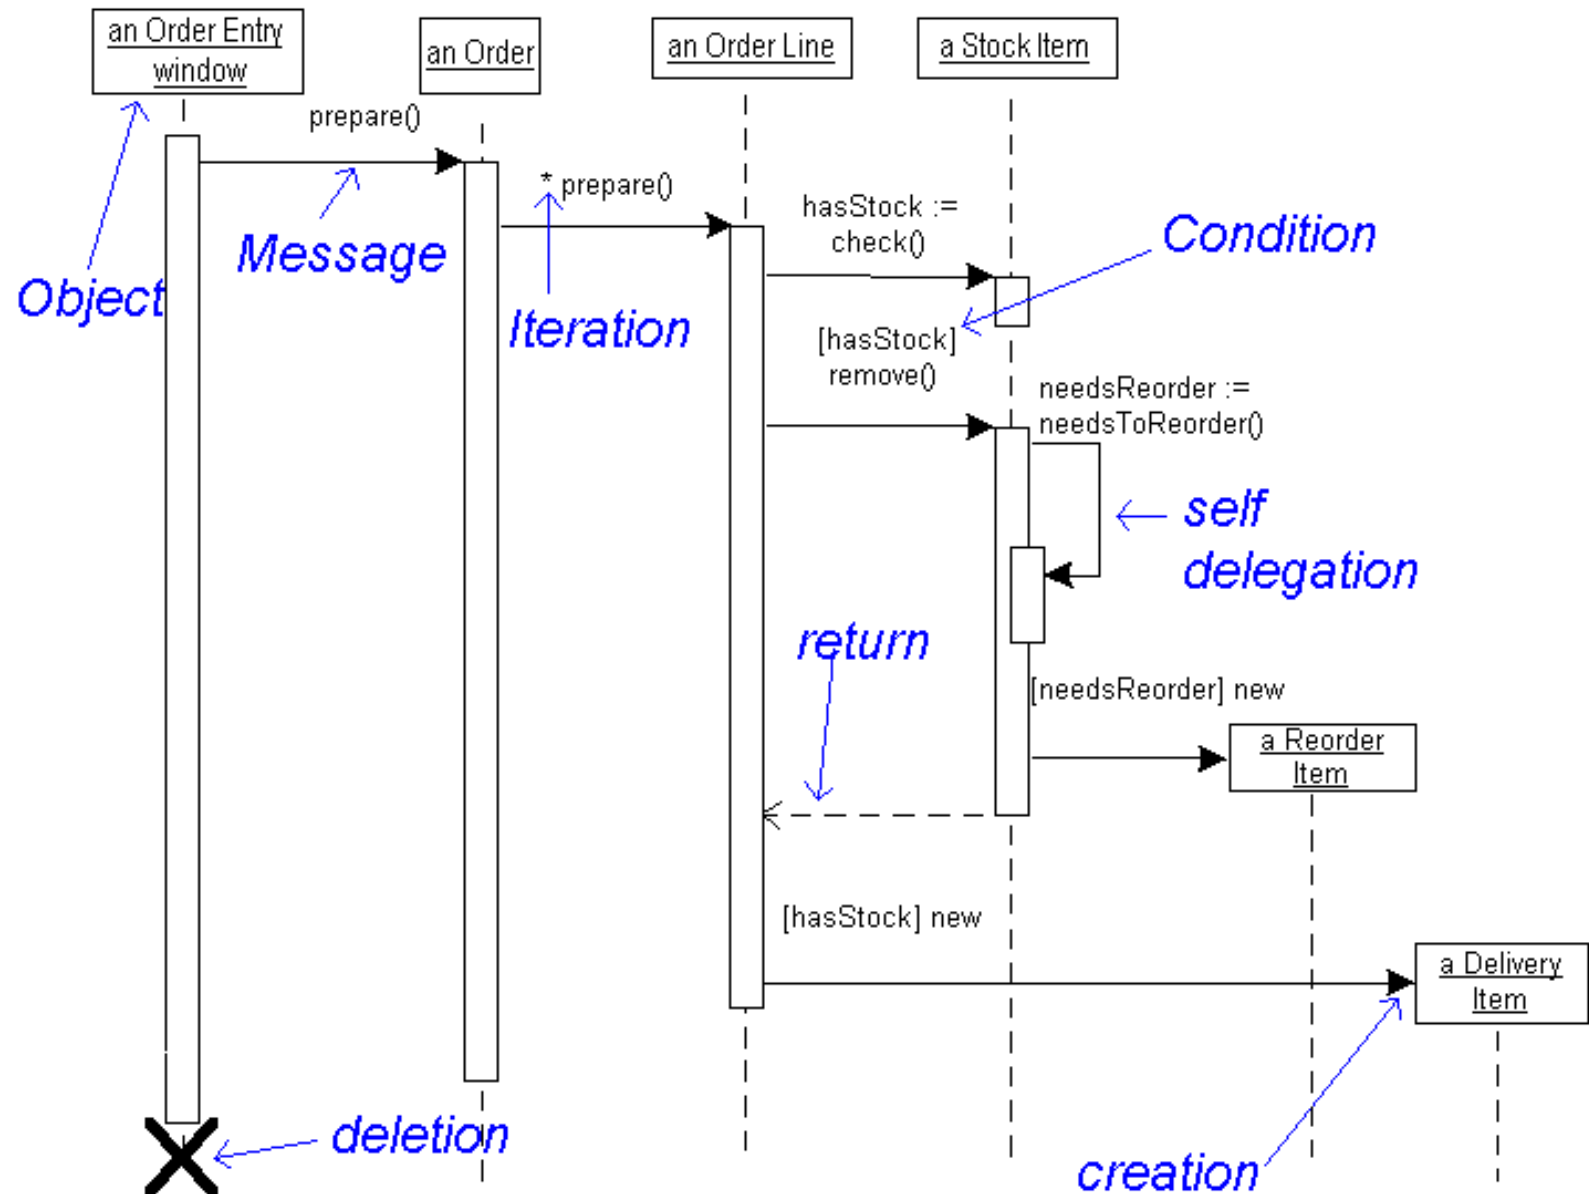 an Order Entry
window
an Order
an Order Line
a Stock Item
prepare()
* prepare()
hasStock :=
check()
Condition
Message
Object
Iteration
[hasStock]
remove()
needsReorder :=
needsToReorder()
self
delegation
return
[needsReorder] new
a Reorder
Item
[hasStock] new
a Delivery
Item
deletion
creation